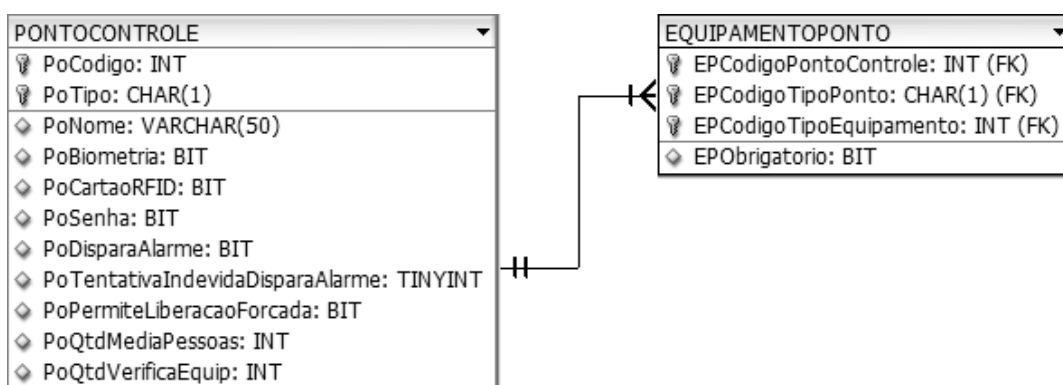 PONTOCONTROLE
PoCodigo: INT
PoTipo: CHAR(1)
PoNome: VARCHAR(50)
PoBiometria: BIT
PoCartaoRFID: BIT
PoSenha: BIT
PoDisparaAlarme: BIT
PoTentativaIndevidaDisparaAlarme: TINYINT
PoPermiteLiberacaoForcada: BIT
PoQtdMediaPessoas: INT
PoQtdVerificaEquip: INT
EQUIPAMENTOPONTO
EPCodigoPontoControle: INT (FK)
EPCodigoTipoPonto: CHAR(1) (FK)
EPCodigoTipoEquipamento: INT (FK)
EPObrigatorio: BIT